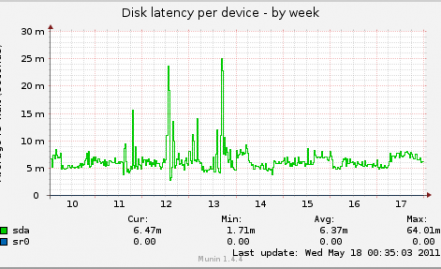 Disk latency per device - by week
30 m
25 m
20 m
15 m
10 m
5 m
0
10 11 12 13 14 15 16 17
Cur: Min: Avg: Max:
sda 6.47m 1.71m 6.37m 64.01m
sr0 0.00 0.00 0.00 0.00
Last update: Wed May 18 00:35:03 2011
Munin 1.4.4